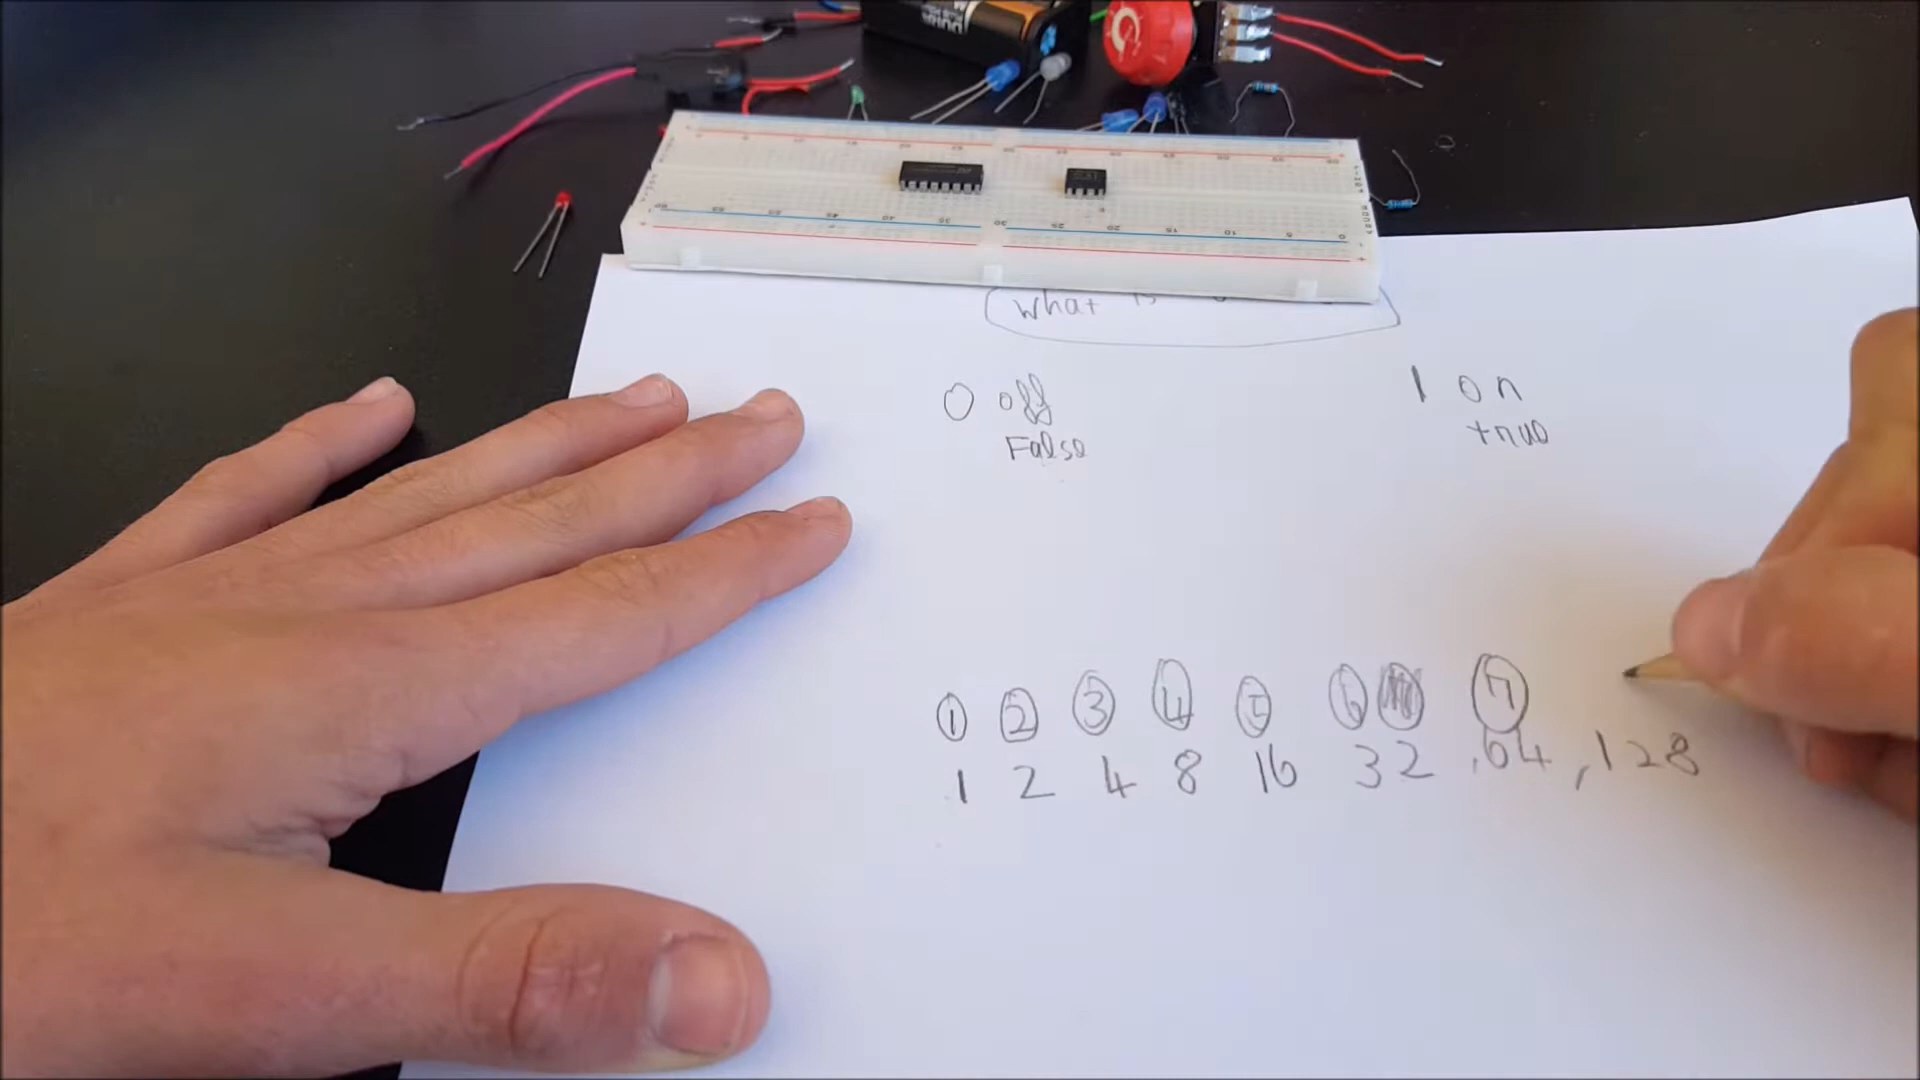 What is
0 off
False
1 on
true
1 2 3 4 5 6 7
1 2 4 8 16 32 .64 ,128